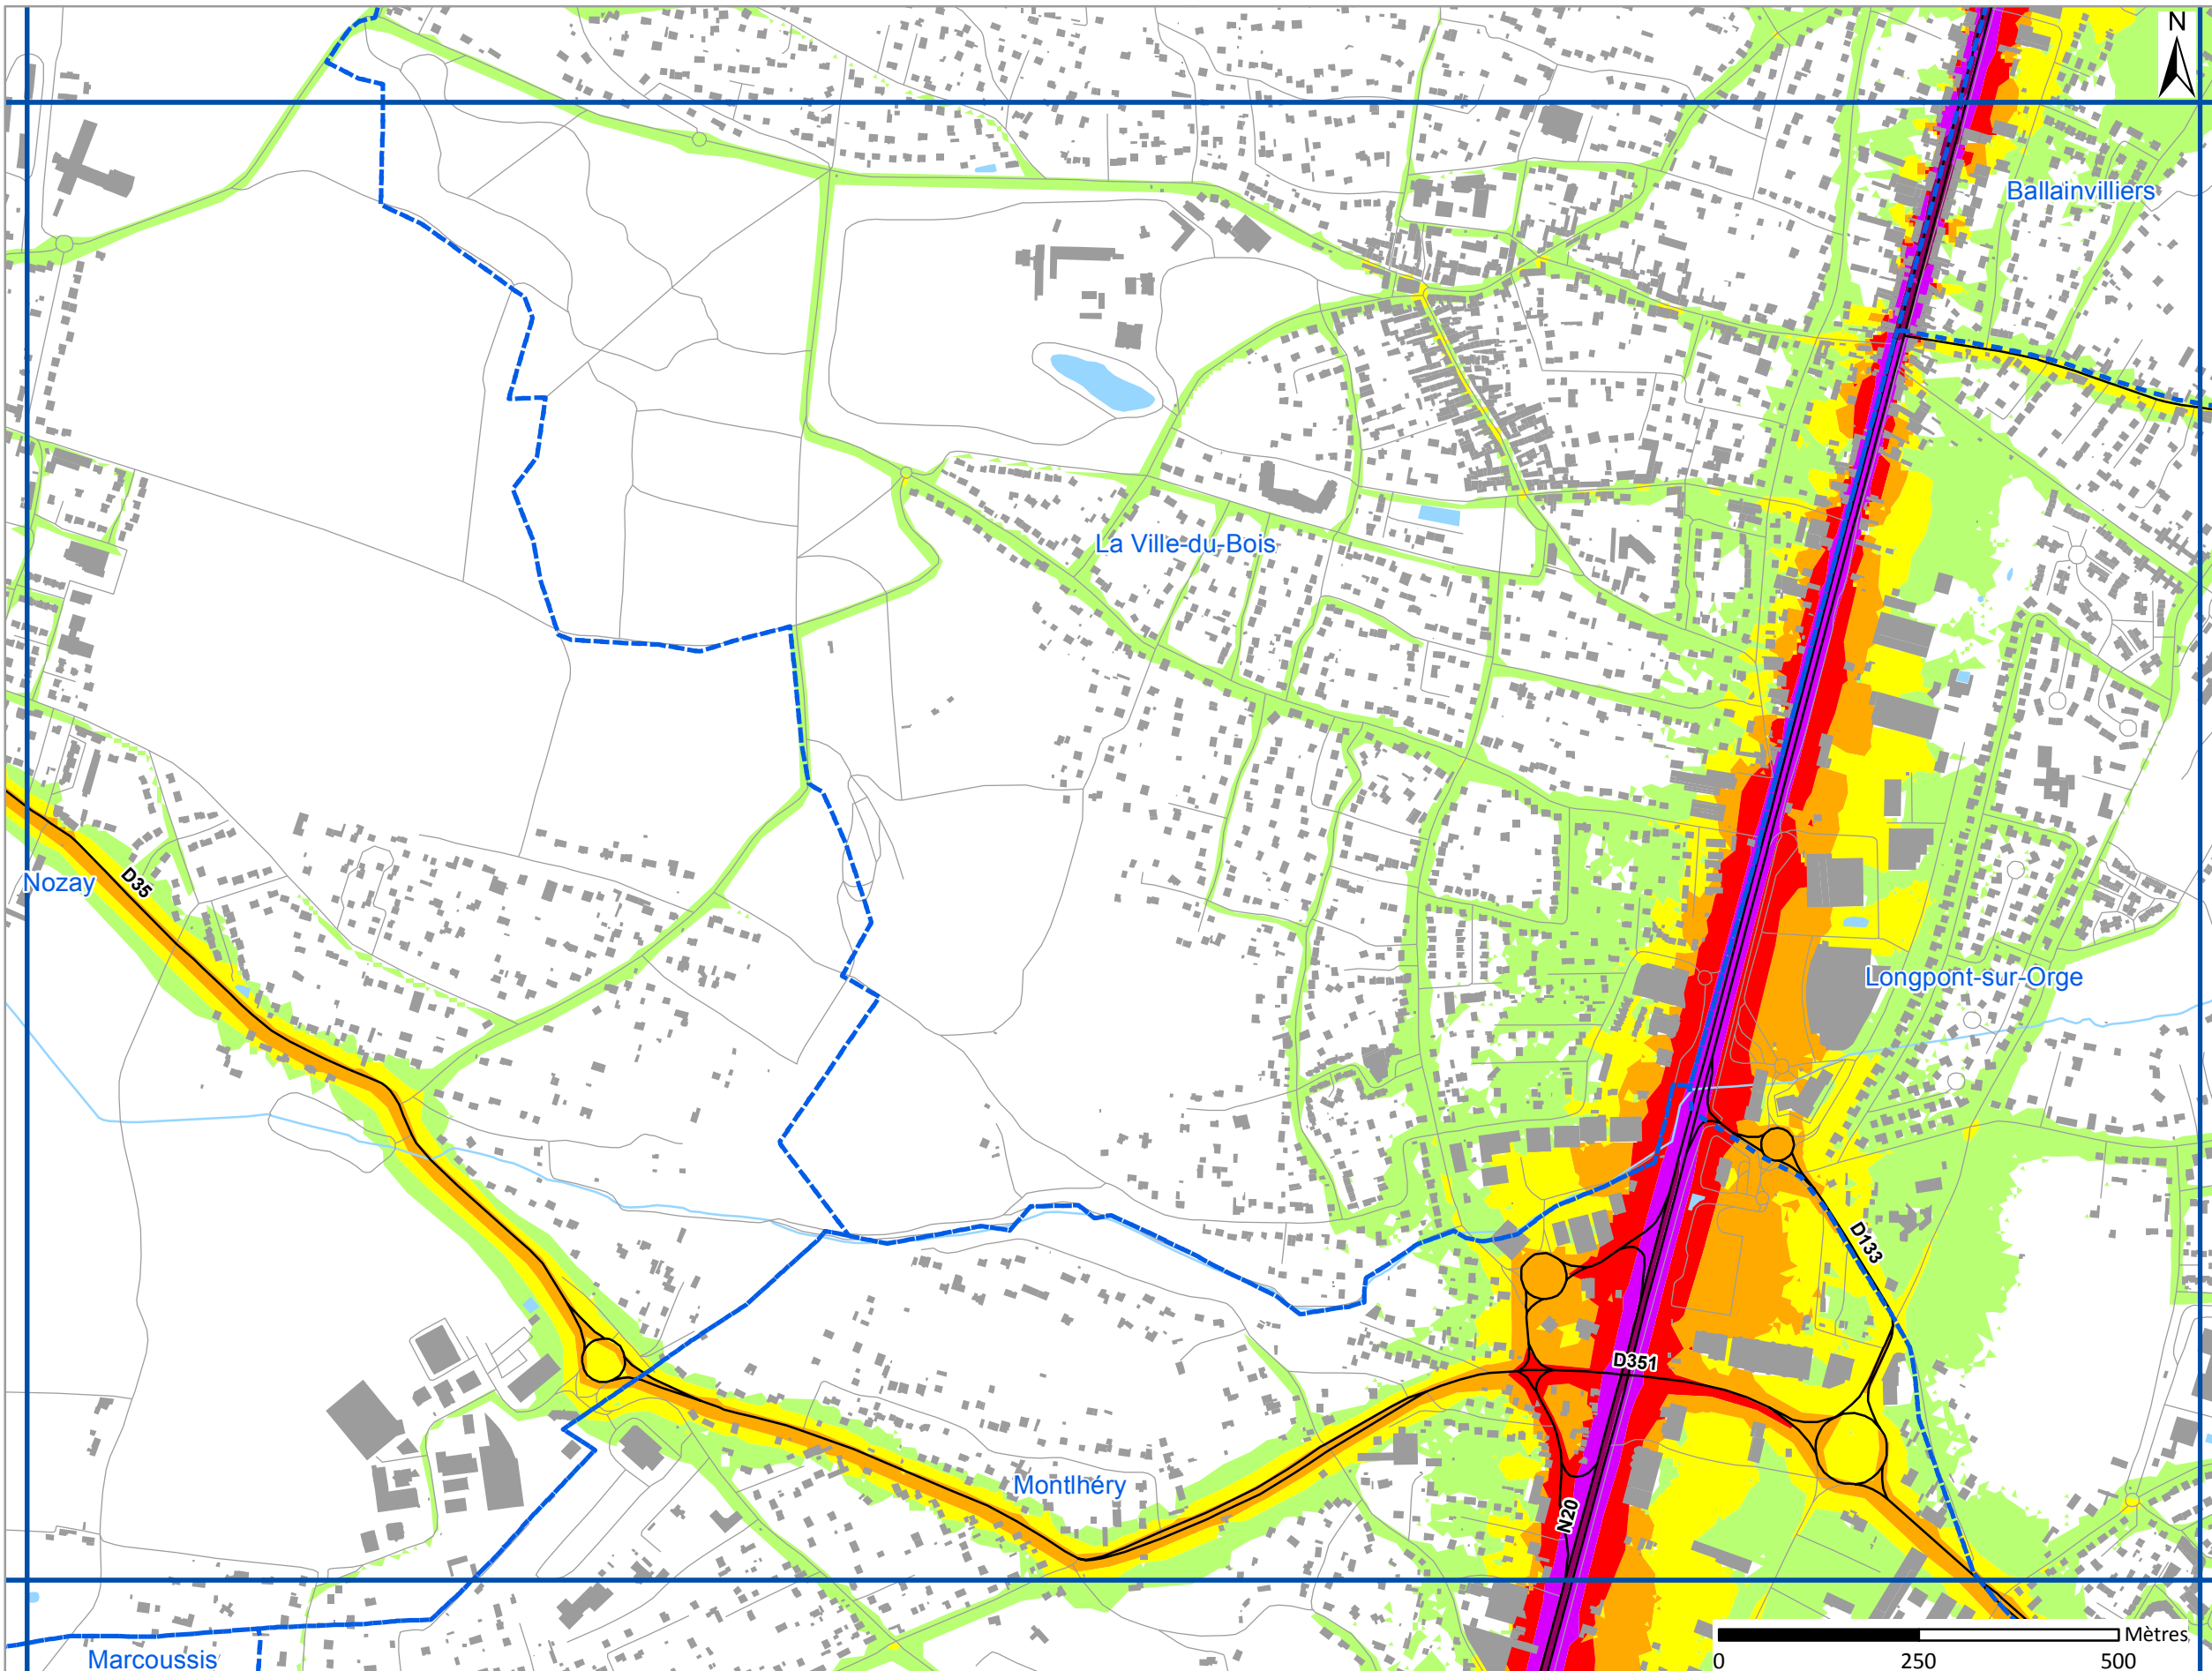 N
Ballainvilliers
La Ville-du-Bois
Nozay
D35
Longpont-sur-Orge
D133
D351
Montlhéry
N20
Marcoussis
Mètres
0 250 500